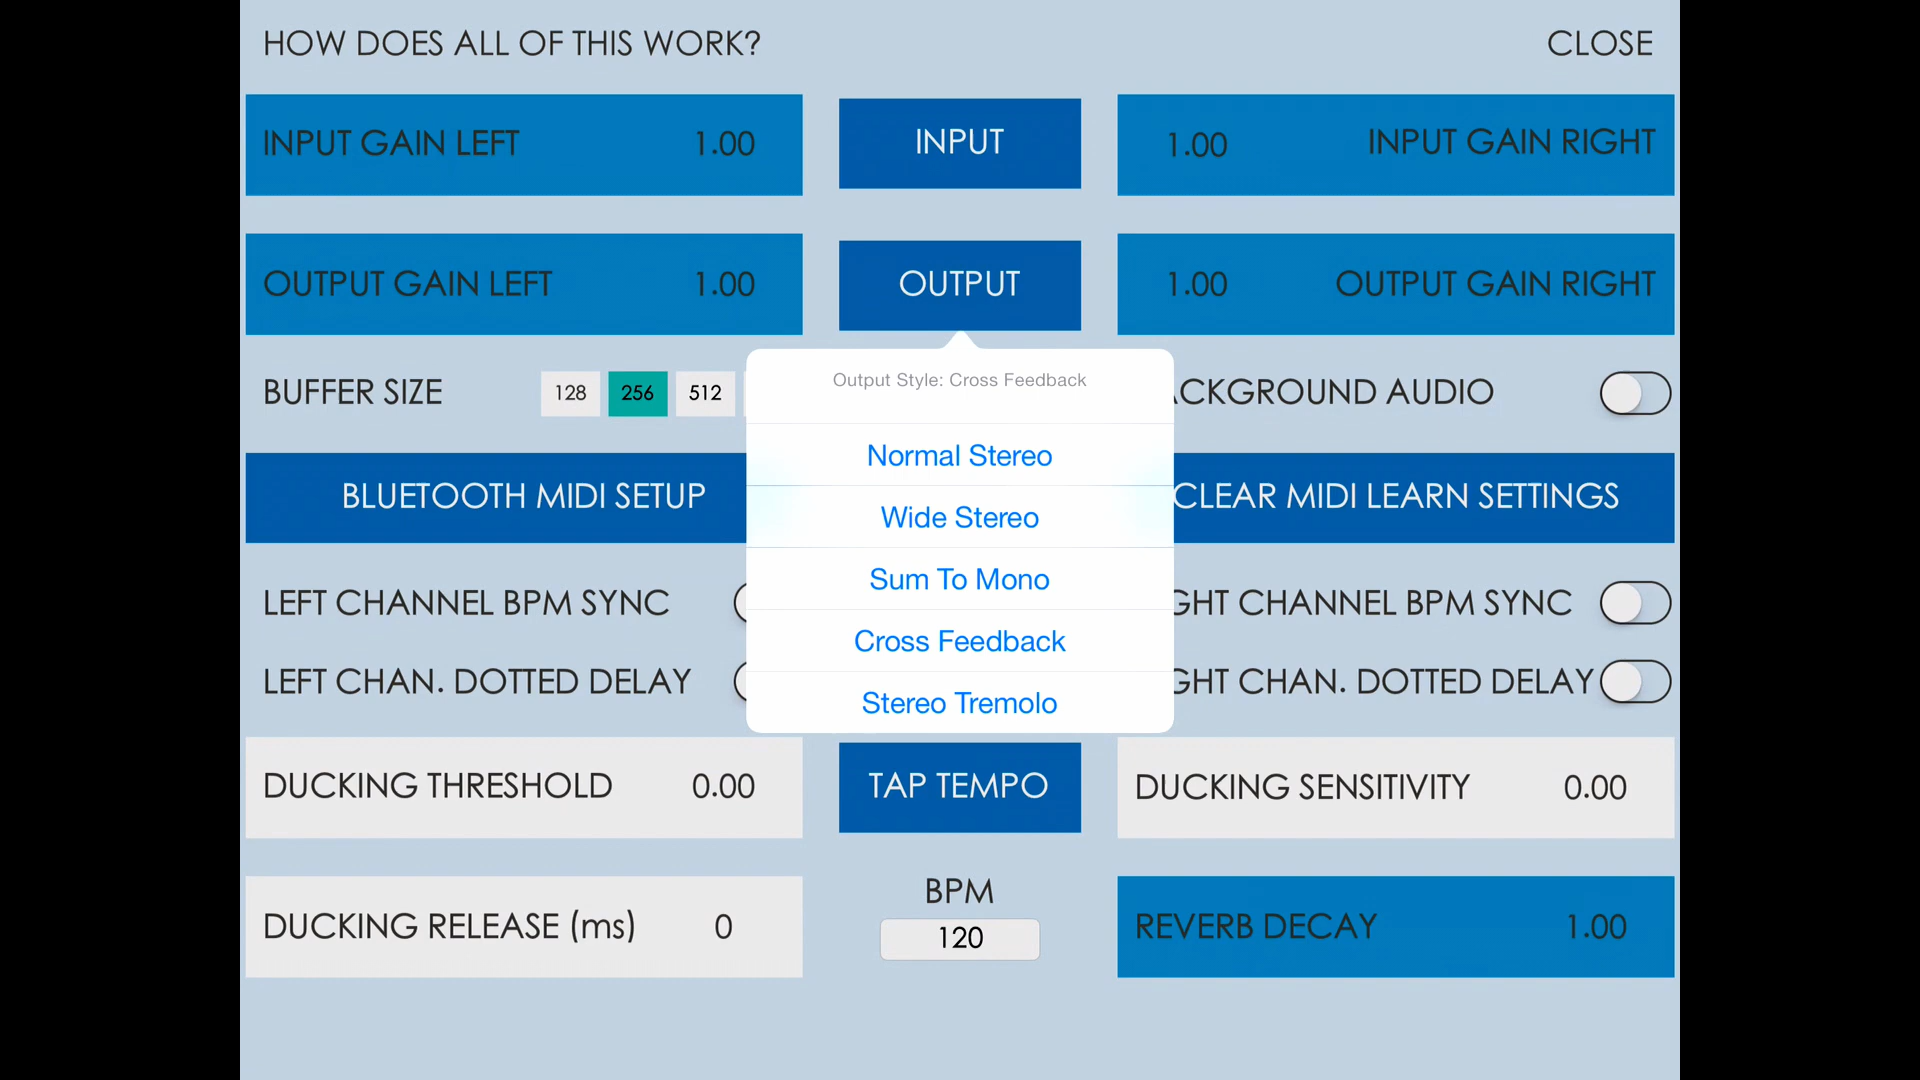 HOW DOES ALL OF THIS WORK?
CLOSE
INPUT GAIN LEFT 1.00
INPUT
1.00 INPUT GAIN RIGHT
OUTPUT GAIN LEFT 1.00
OUTPUT
1.00 OUTPUT GAIN RIGHT
BUFFER SIZE 128 256 512
ACKGROUND AUDIO
Output Style: Cross Feedback
Normal Stereo
Wide Stereo
Sum To Mono
Cross Feedback
Stereo Tremolo
BLUETOOTH MIDI SETUP
CLEAR MIDI LEARN SETTINGS
LEFT CHANNEL BPM SYNC
GHT CHANNEL BPM SYNC
LEFT CHAN. DOTTED DELAY
GHT CHAN. DOTTED DELAY
DUCKING THRESHOLD 0.00
TAP TEMPO
DUCKING SENSITIVITY 0.00
DUCKING RELEASE (ms) 0
BPM
120
REVERB DECAY 1.00